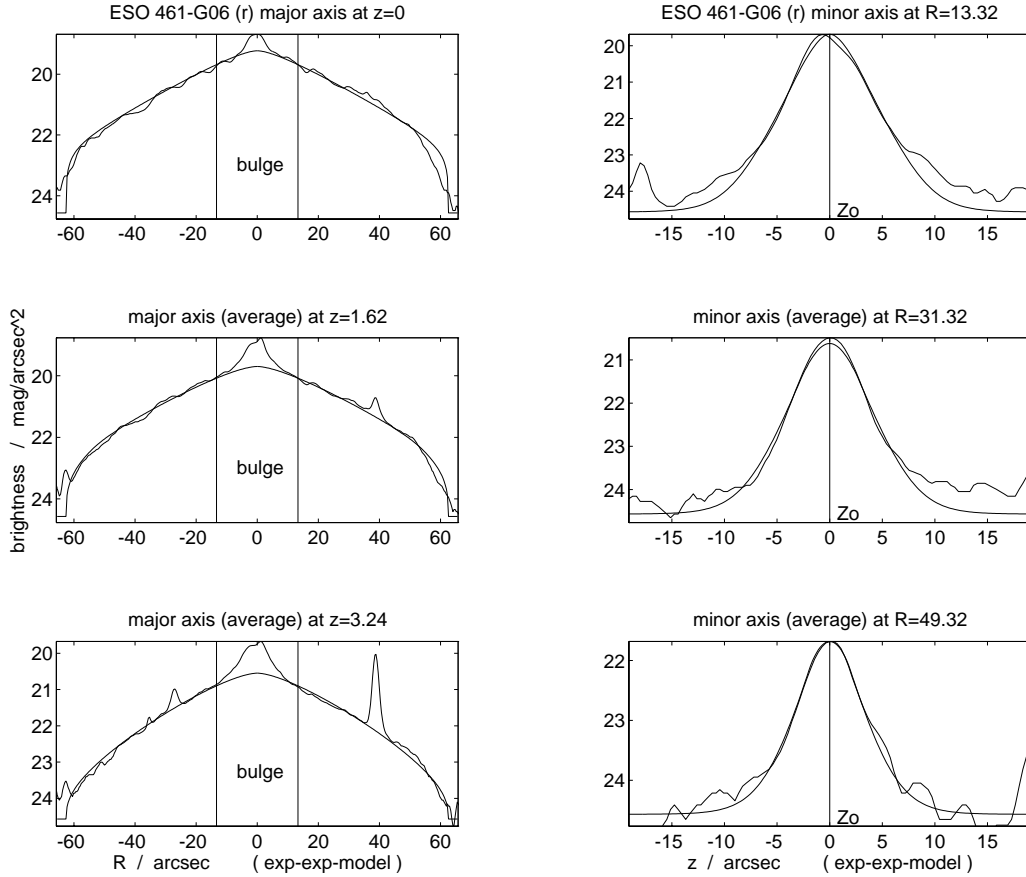 ESO 461-G06 (r) major axis at z=0
20
22
24
bulge
-60 -40 -20 0 20 40 60
ESO 461-G06 (r) minor axis at R=13.32
20
21
22
23
24
Zo
-15 -10 -5 0 5 10 15
brightness / mag/arcsec^2
major axis (average) at z=1.62
20
22
24
bulge
-60 -40 -20 0 20 40 60
minor axis (average) at R=31.32
21
22
23
24
Zo
-15 -10 -5 0 5 10 15
major axis (average) at z=3.24
20
21
22
23
24
bulge
-60 -40 -20 0 20 40 60
R / arcsec ( exp-exp-model )
minor axis (average) at R=49.32
22
23
24
Zo
-15 -10 -5 0 5 10 15
z / arcsec ( exp-exp-model )